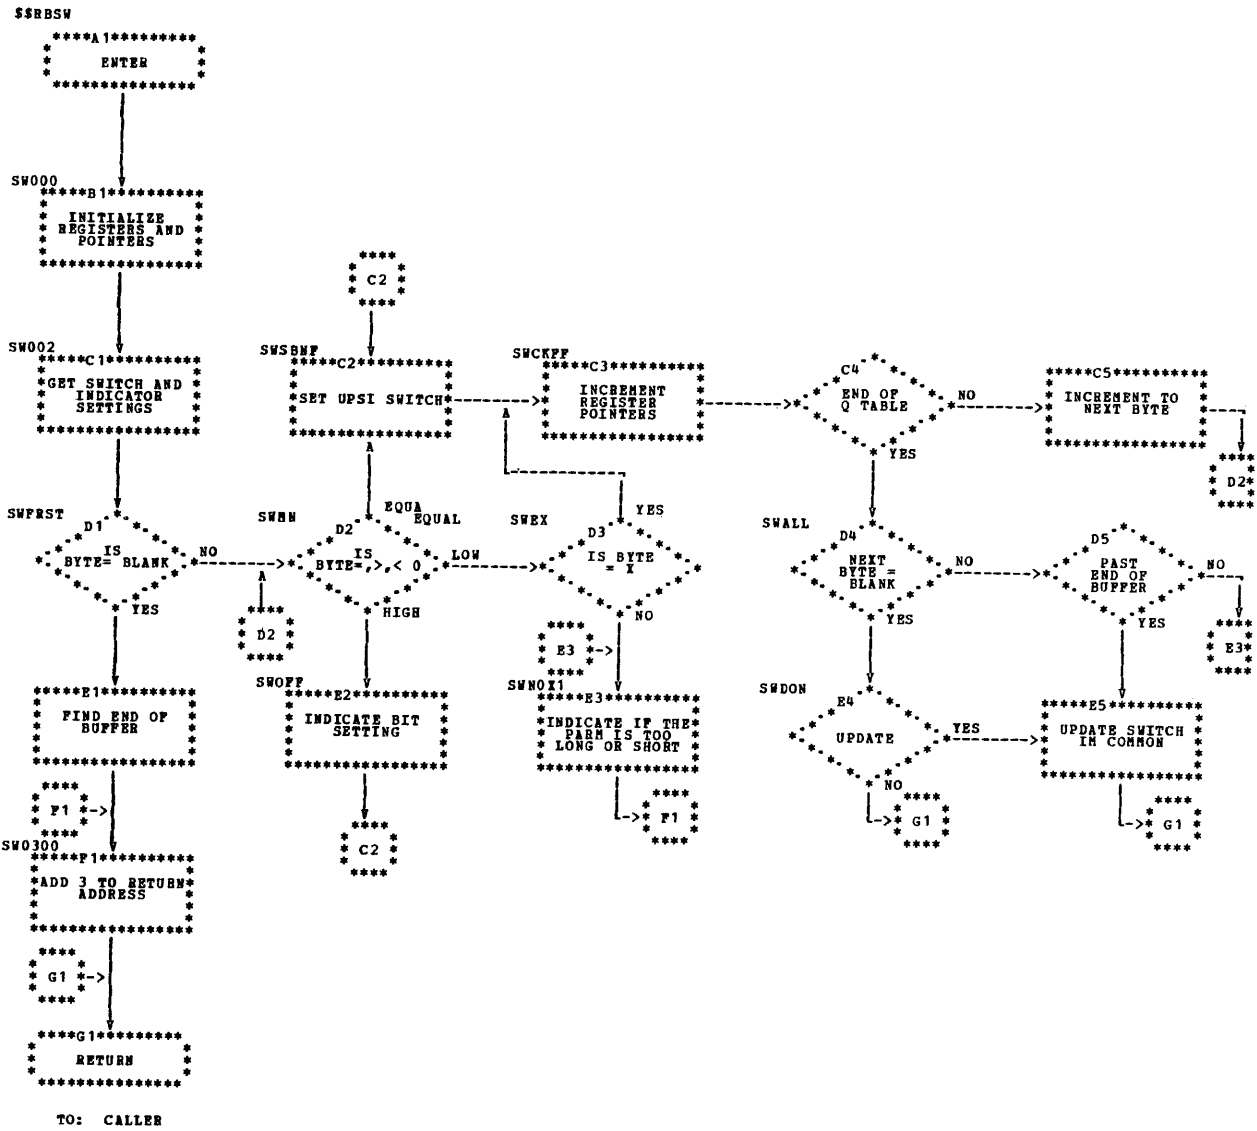 $$RBSW
A1
ENTER
SW000
B1
INITIALIZE
REGISTERS AND
POINTERS
C2
SW002
C1
GET SWITCH AND
INDICATOR
SETTINGS
SWSBNF
C2
SET UPSI SWITCH
A
SWCKFF
C3
INCREMENT
REGISTER
POINTERS
A
C4
END OF
Q TABLE
NO
YES
C5
INCREMENT TO
NEXT BYTE
D2
SWFRST
D1
IS
BYTE= BLANK
NO
YES
A
D2
SWMN
D2
EQUA
EQUAL
IS
BYTE=,>,< 0
LOW
HIGH
SWEX
D3
YES
IS BYTE
= X
NO
SWALL
D4
NEXT
BYTE =
BLANK
NO
YES
D5
PAST
END OF
BUFFER
NO
YES
E3
E1
FIND END OF
BUFFER
SWOFF
E2
INDICATE BIT
SETTING
E3
SWN0X1
E3
INDICATE IF THE
PARM IS TOO
LONG OR SHORT
SWDON
E4
UPDATE
YES
NO
E5
UPDATE SWITCH
IM COMMON
F1
C2
F1
G1
G1
SW0300
F1
ADD 3 TO RETURN
ADDRESS
G1
G1
RETURN
TO: CALLER